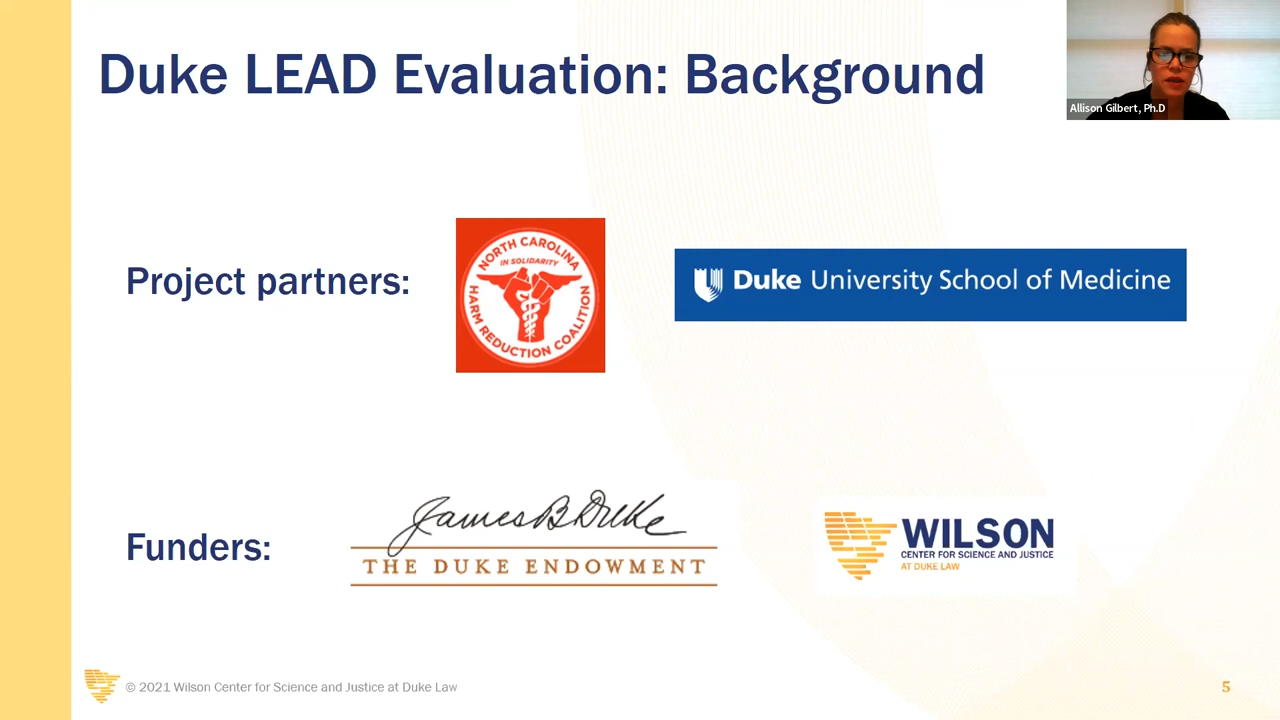 Duke LEAD Evaluation: Background
Allison Gilbert, Ph.D
Project partners:
NORTH CAROLINA
IN SOLIDARITY
HARM REDUCTION COALITION
Duke University School of Medicine
Funders:
James B Duke
THE DUKE ENDOWMENT
WILSON
CENTER FOR SCIENCE AND JUSTICE
AT DUKE LAW
© 2021 Wilson Center for Science and Justice at Duke Law
5